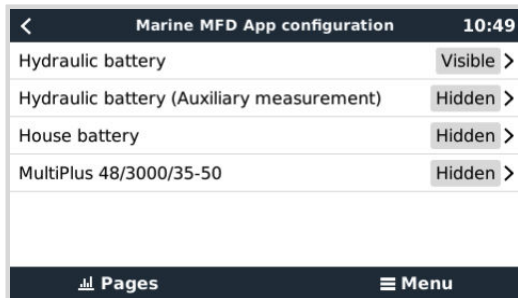 Marine MFD App configuration 10:49
Hydraulic battery Visible
Hydraulic battery (Auxiliary measurement) Hidden
House battery Hidden
MultiPlus 48/3000/35-50 Hidden
Pages Menu